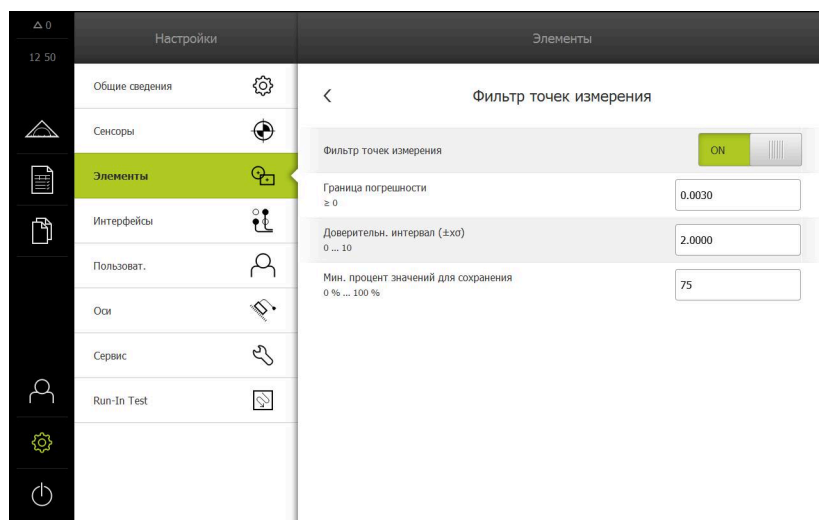 0
12 50
Настройки
Элементы
Общие сведения
Сенсоры
Элементы
Интерфейсы
Пользоват.
Оси
Сервис
Run-In Test
Фильтр точек измерения
Фильтр точек измерения
ON
Граница погрешности
≥ 0
0.0030
Доверительн. интервал (±xσ)
0 ... 10
2.0000
Мин. процент значений для сохранения
0 % ... 100 %
75